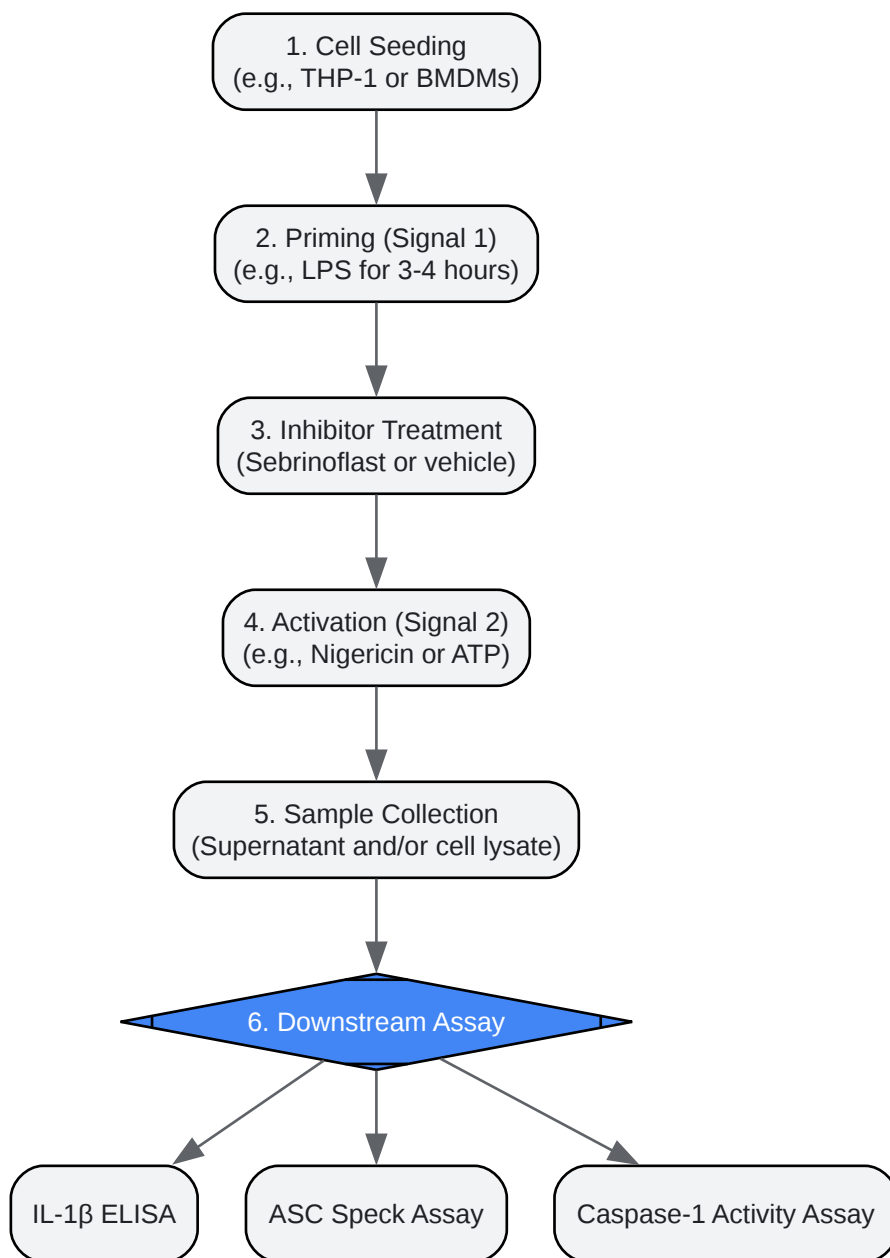 1. Cell Seeding
(e.g., THP-1 or BMDMs)
2. Priming (Signal 1)
(e.g., LPS for 3-4 hours)
3. Inhibitor Treatment
(Sebrinoflast or vehicle)
4. Activation (Signal 2)
(e.g., Nigericin or ATP)
5. Sample Collection
(Supernatant and/or cell lysate)
6. Downstream Assay
IL-1β ELISA
ASC Speck Assay
Caspase-1 Activity Assay